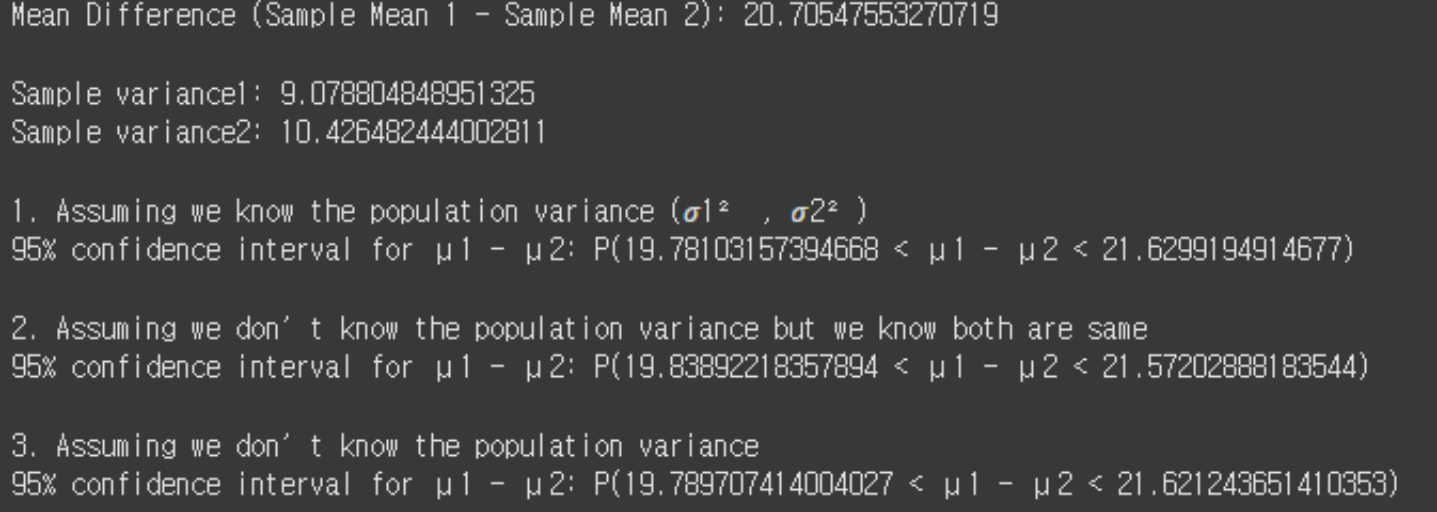 Mean Difference (Sample Mean 1 - Sample Mean 2): 20.70547553270719
Sample variance1: 9.078804848951325
Sample variance2: 10.426482444002811
1. Assuming we know the population variance (σ1² , σ2² )
95% confidence interval for μ1 - μ2: P(19.78103157394668 < μ1 - μ2 < 21.6299194914677)
2. Assuming we don't know the population variance but we know both are same
95% confidence interval for μ1 - μ2: P(19.83892218357894 < μ1 - μ2 < 21.57202888183544)
3. Assuming we don't know the population variance
95% confidence interval for μ1 - μ2: P(19.789707414004027 < μ1 - μ2 < 21.621243651410353)